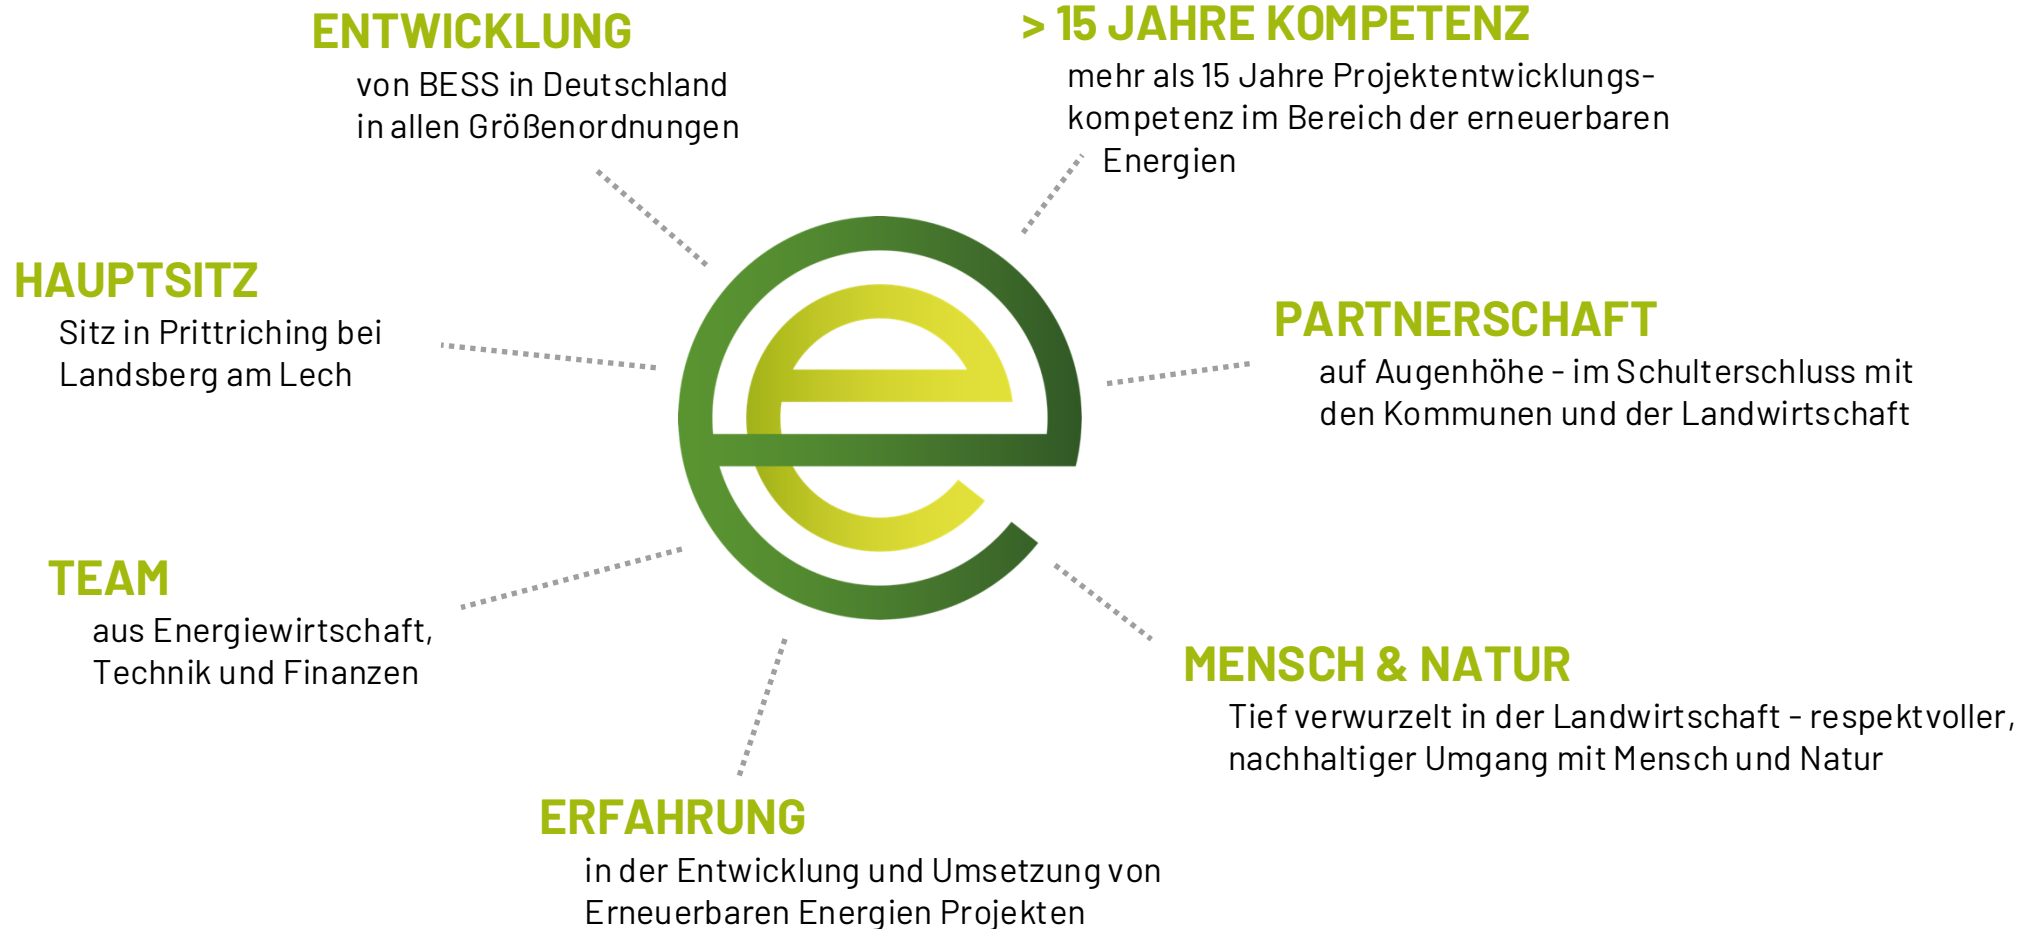 ENTWICKLUNG
von BESS in Deutschland
in allen Größenordnungen
> 15 JAHRE KOMPETENZ
mehr als 15 Jahre Projektentwicklungs-
kompetenz im Bereich der erneuerbaren
Energien
HAUPTSITZ
Sitz in Prittriching bei
Landsberg am Lech
PARTNERSCHAFT
auf Augenhöhe - im Schulterschluss mit
den Kommunen und der Landwirtschaft
TEAM
aus Energiewirtschaft,
Technik und Finanzen
MENSCH & NATUR
Tief verwurzelt in der Landwirtschaft - respektvoller,
nachhaltiger Umgang mit Mensch und Natur
ERFAHRUNG
in der Entwicklung und Umsetzung von
Erneuerbaren Energien Projekten